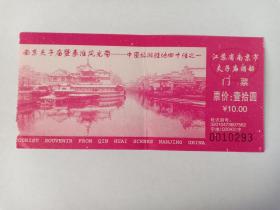 南京夫子庙暨秦淮风光带——中国旅游胜地四十佳之一
TOURIST SOUVENIR FROM QIN HUAI SCENES NANJING CHINA
江苏省南京市
夫子庙游船
门票
票价:壹拾圆
¥10.00
0010293